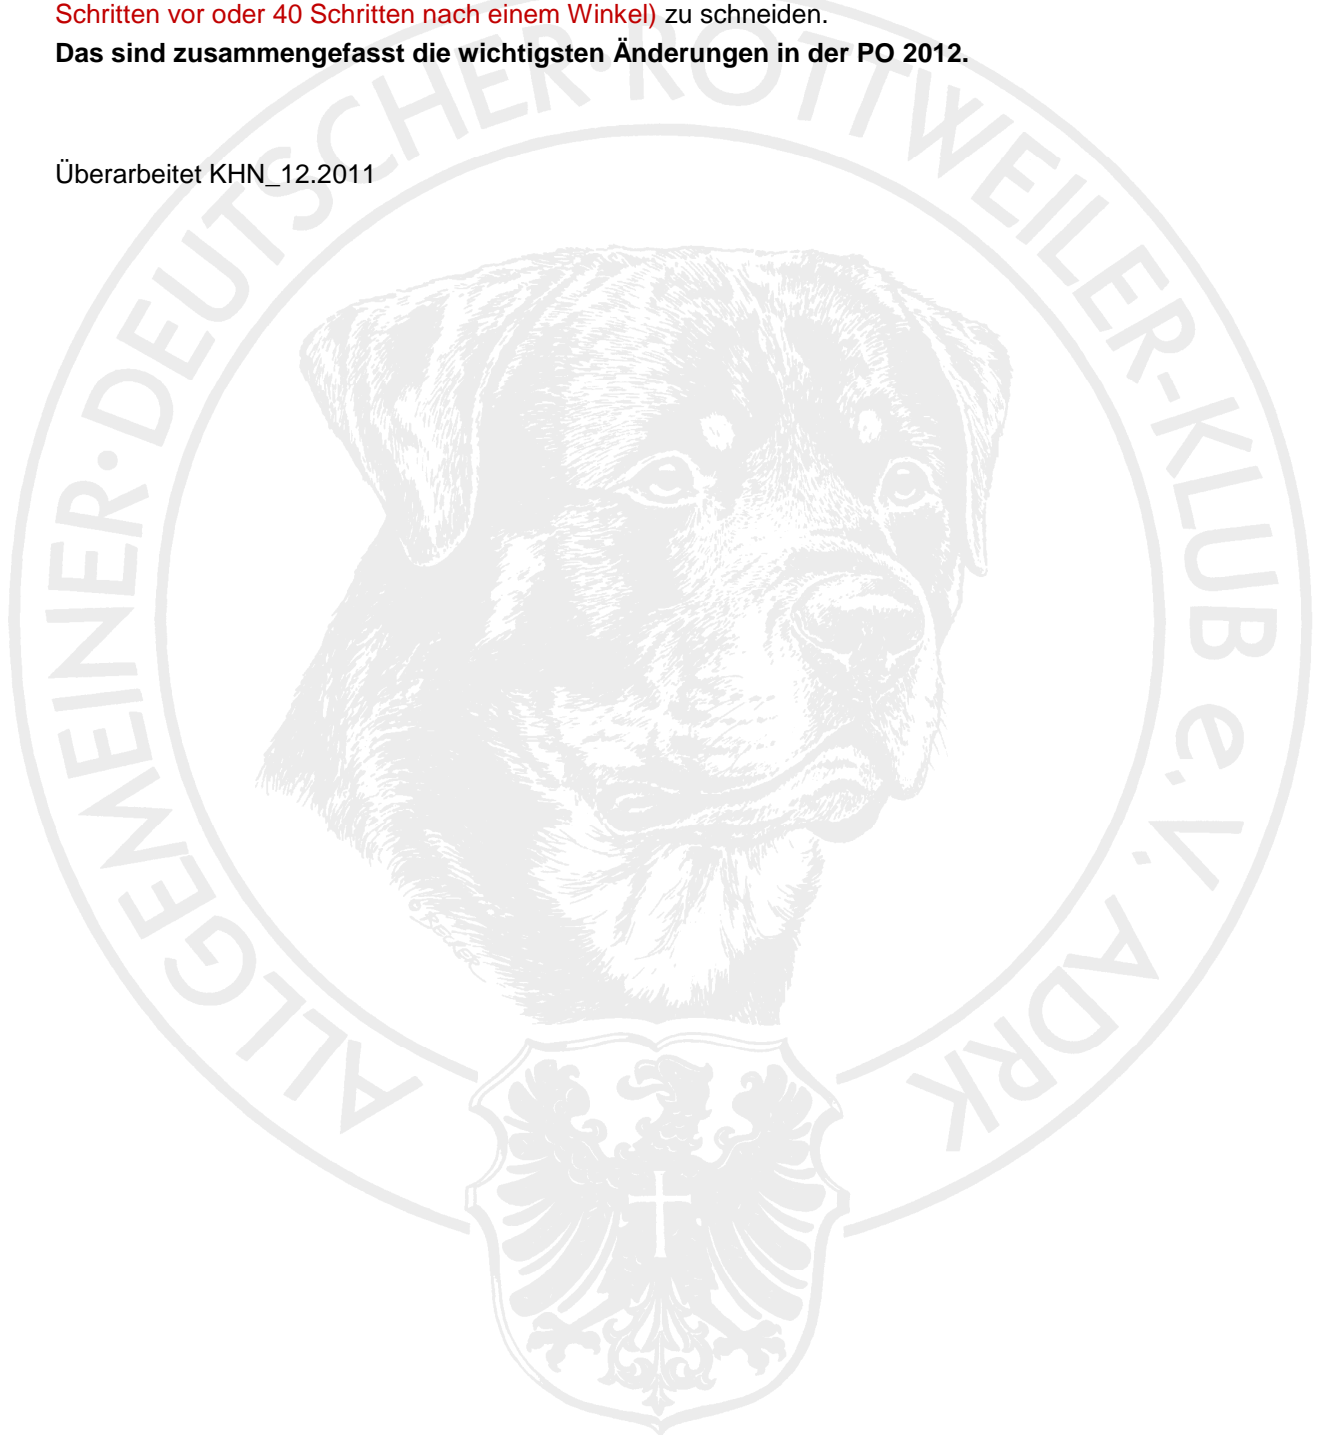 Schritten vor oder 40 Schritten nach einem Winkel) zu schneiden.
Das sind zusammengefasst die wichtigsten Änderungen in der PO 2012.
Überarbeitet KHN_12.2011
ALLGEMEINER·DEUTSCHER·ROTTWEILER-KLUB e.V. ADRK